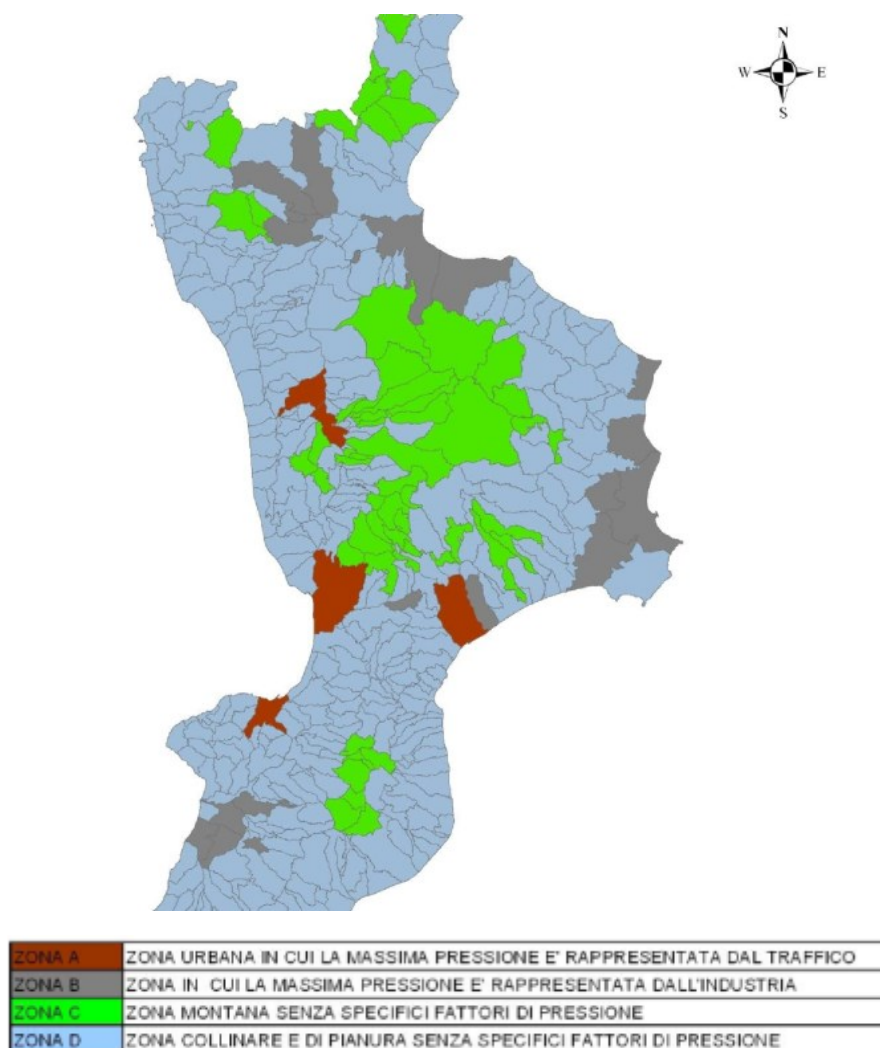 N
W E
S
ZONA A ZONA URBANA IN CUI LA MASSIMA PRESSIONE E' RAPPRESENTATA DAL TRAFFICO
ZONA B ZONA IN CUI LA MASSIMA PRESSIONE E' RAPPRESENTATA DALL'INDUSTRIA
ZONA C ZONA MONTANA SENZA SPECIFICI FATTORI DI PRESSIONE
ZONA D ZONA COLLINARE E DI PIANURA SENZA SPECIFICI FATTORI DI PRESSIONE